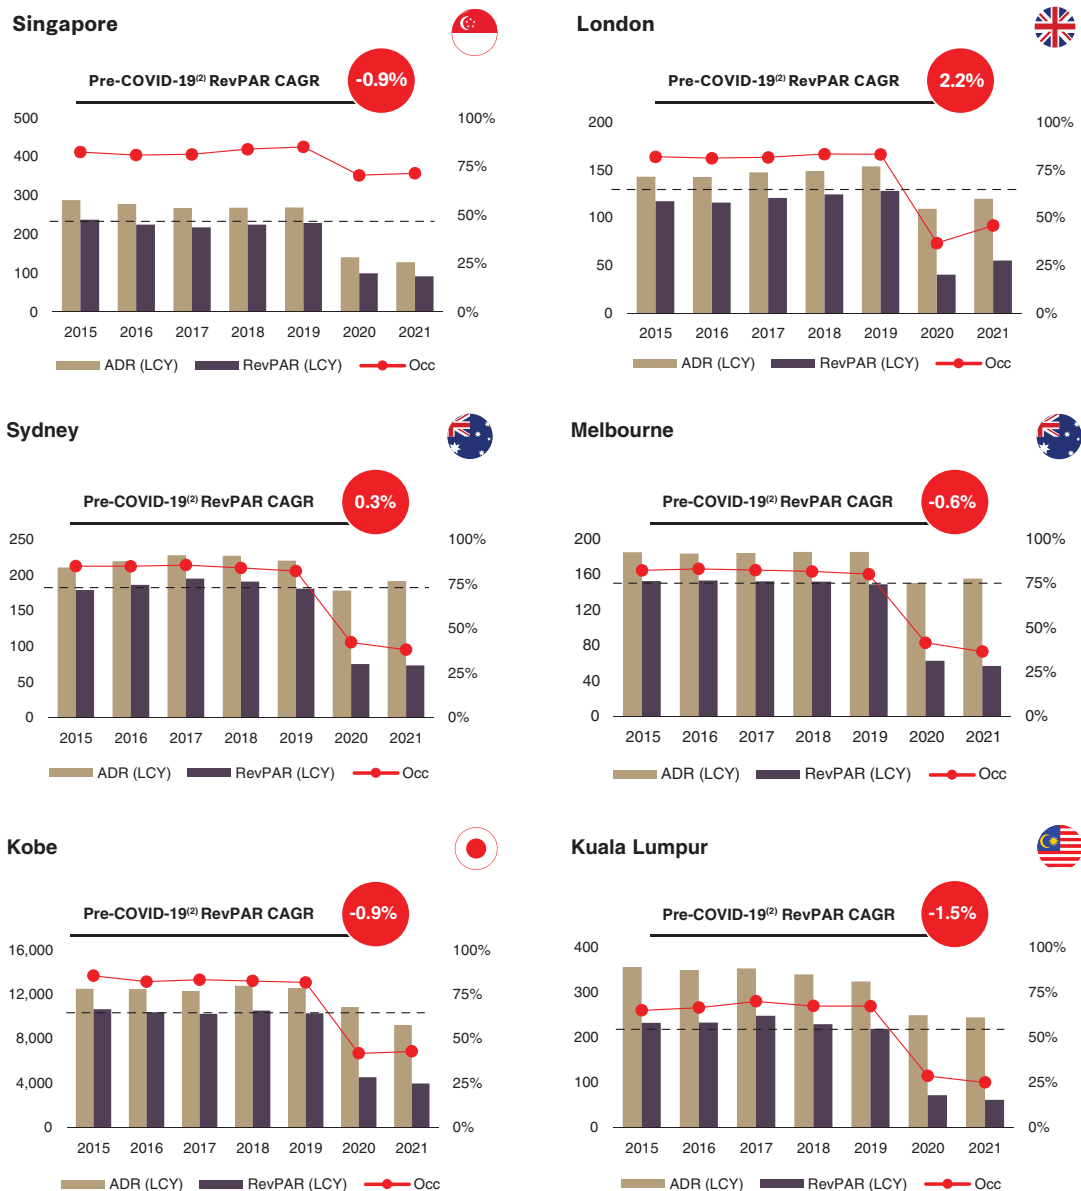 Singapore
London
Pre-COVID-19(2) RevPAR CAGR
-0.9%
Pre-COVID-19(2) RevPAR CAGR
2.2%
500
400
300
200
100
0
100%
75%
50%
25%
0%
2015 2016 2017 2018 2019 2020 2021
ADR (LCY) RevPAR (LCY) Occ
200
150
100
50
0
100%
75%
50%
25%
0%
2015 2016 2017 2018 2019 2020 2021
ADR (LCY) RevPAR (LCY) Occ
Sydney
Melbourne
Pre-COVID-19(2) RevPAR CAGR
0.3%
Pre-COVID-19(2) RevPAR CAGR
-0.6%
250
200
150
100
50
0
100%
75%
50%
25%
0%
2015 2016 2017 2018 2019 2020 2021
ADR (LCY) RevPAR (LCY) Occ
200
160
120
80
40
0
100%
75%
50%
25%
0%
2015 2016 2017 2018 2019 2020 2021
ADR (LCY) RevPAR (LCY) Occ
Kobe
Kuala Lumpur
Pre-COVID-19(2) RevPAR CAGR
-0.9%
Pre-COVID-19(2) RevPAR CAGR
-1.5%
16,000
12,000
8,000
4,000
0
100%
75%
50%
25%
0%
2015 2016 2017 2018 2019 2020 2021
ADR (LCY) RevPAR (LCY) Occ
400
300
200
100
0
100%
75%
50%
25%
0%
2015 2016 2017 2018 2019 2020 2021
ADR (LCY) RevPAR (LCY) Occ